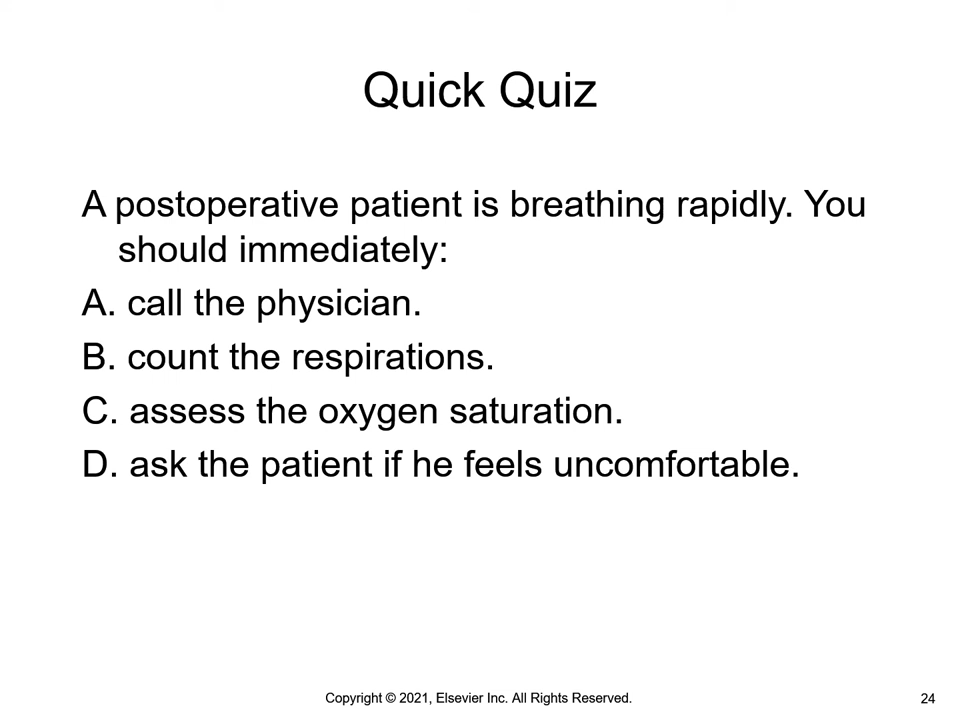 Quick Quiz
A postoperative patient is breathing rapidly. You
should immediately:
A. call the physician.
B. count the respirations.
C. assess the oxygen saturation.
D. ask the patient if he feels uncomfortable.
Copyright © 2021, Elsevier Inc. All Rights Reserved.
24